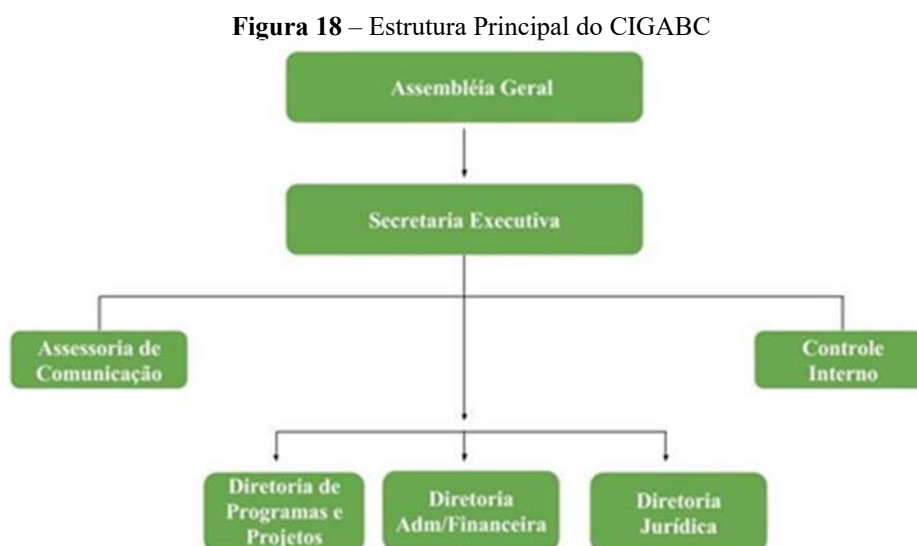 Figura 18 – Estrutura Principal do CIGABC
Assembléia Geral
Secretaria Executiva
Assessoria de
Comunicação
Controle
Interno
Diretoria de
Programas e
Projetos
Diretoria
Adm/Financeira
Diretoria
Jurídica